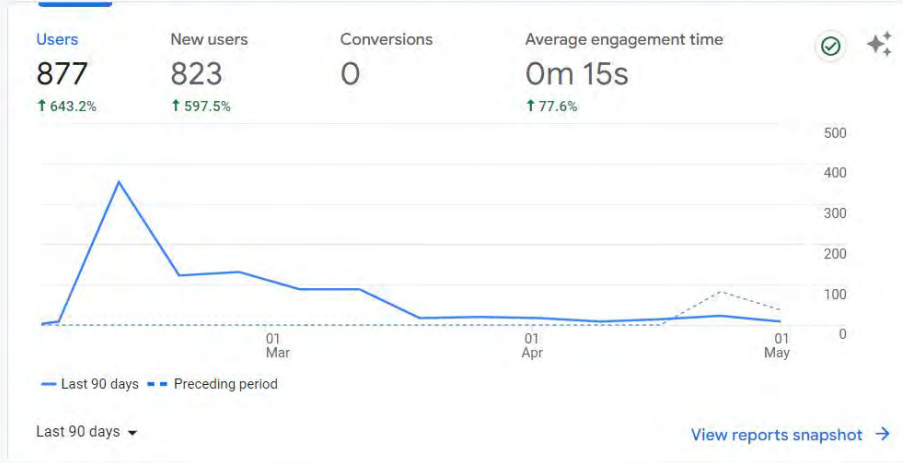 Users New users Conversions Average engagement time
877 823 0 0m 15s
↑ 643.2% ↑ 597.5% ↑ 77.6%
500
400
300
200
100
0
01 01 01
Mar Apr May
Last 90 days Preceding period
Last 90 days
View reports snapshot →